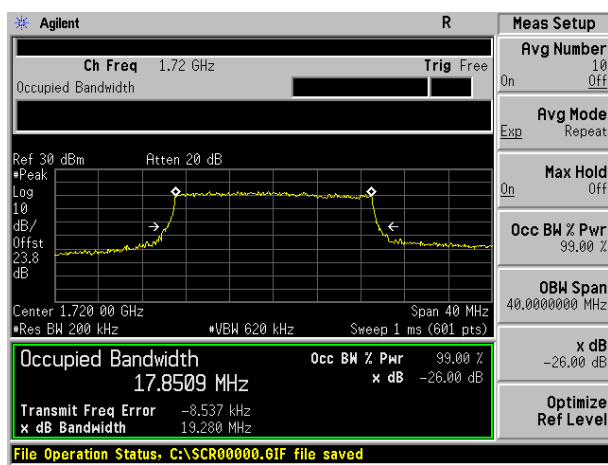 Agilent R Meas Setup
Ch Freq 1.72 GHz Trig Free
Occupied Bandwidth
Avg Number
10
On Off
Avg Mode
Exp Repeat
Max Hold
On Off
Occ BW % Pwr
99.00 %
OBW Span
40.0000000 MHz
x dB
-26.00 dB
Optimize
Ref Level
Ref 30 dBm Atten 20 dB
#Peak
Log
10
dB/
Offst
23.8
dB
Center 1.720 00 GHz Span 40 MHz
#Res BW 200 kHz #VBW 620 kHz Sweep 1 ms (601 pts)
Occupied Bandwidth Occ BW % Pwr 99.00 %
17.8509 MHz x dB -26.00 dB
Transmit Freq Error -8.537 kHz
x dB Bandwidth 19.280 MHz
File Operation Status, C:\SCR00000.GIF file saved